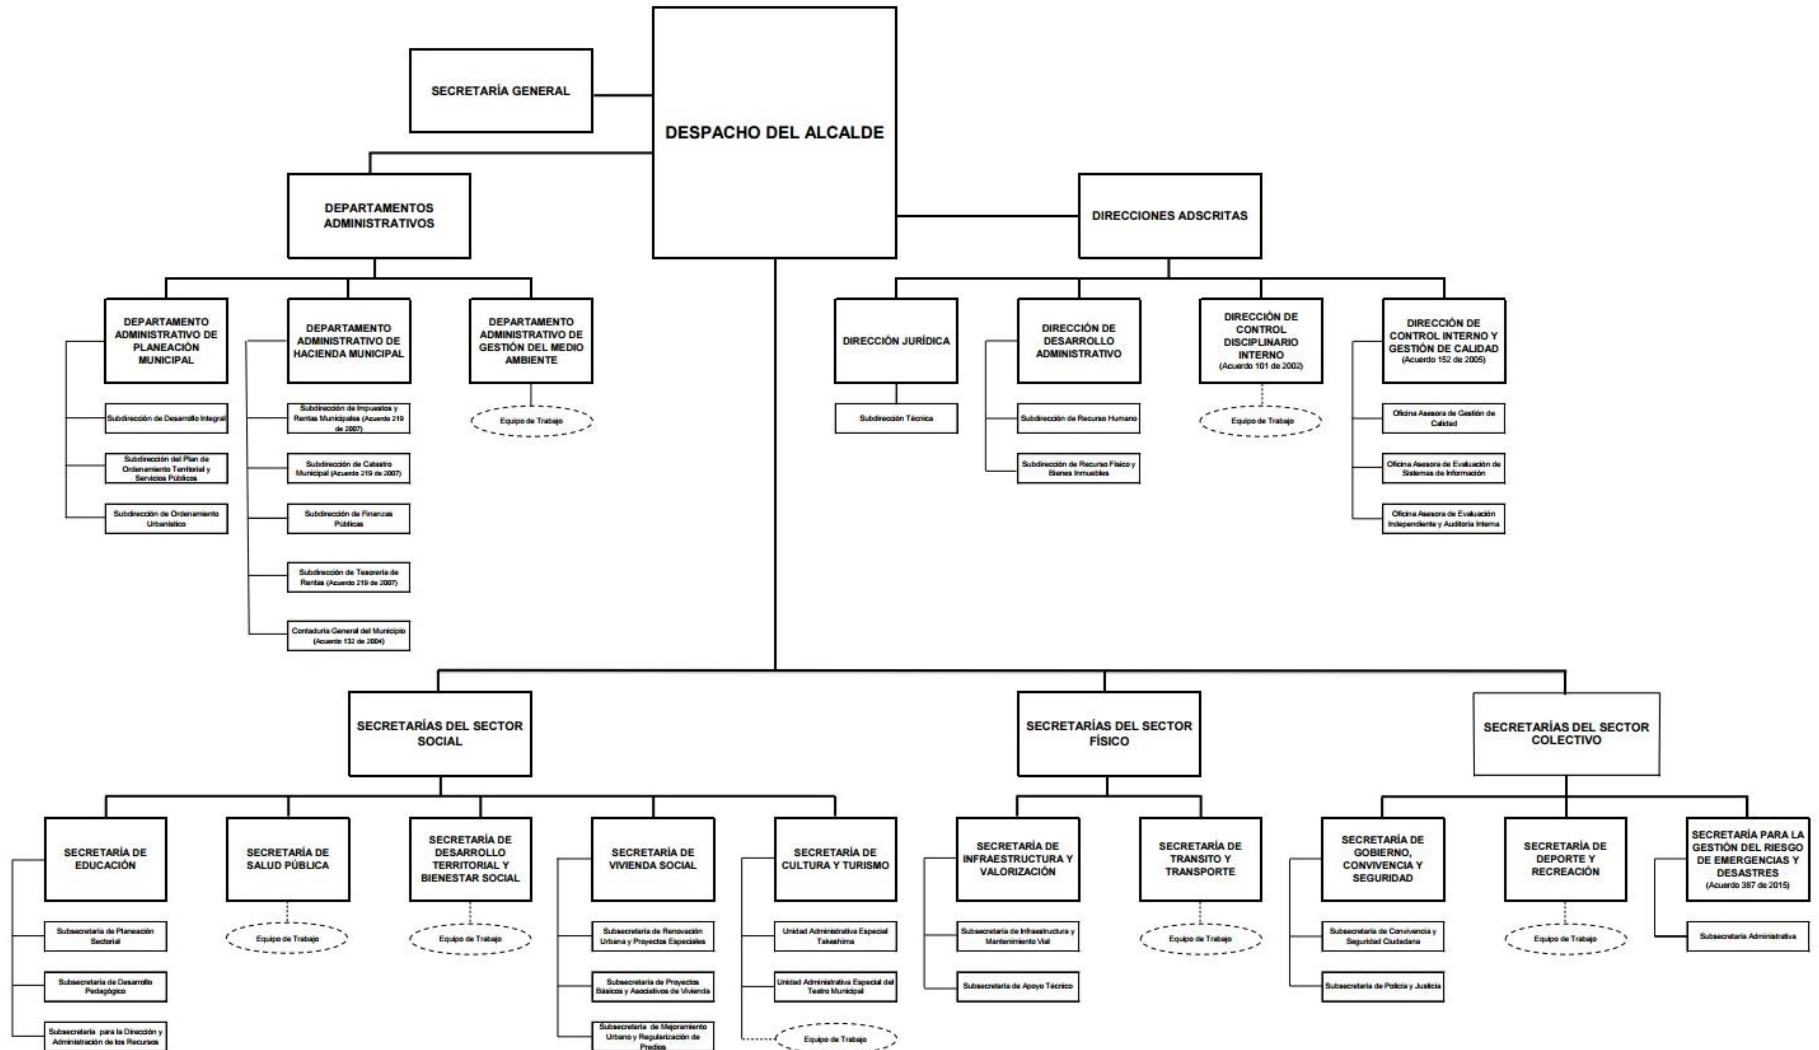 SECRETARÍA GENERAL
DESPACHO DEL ALCALDE
DEPARTAMENTOS
ADMINISTRATIVOS
DIRECCIONES ADSCRITAS
DEPARTAMENTO
ADMINISTRATIVO DE
PLANEACIÓN
MUNICIPAL
Subdirección de Desarrollo Integral
Subdirección del Plan de
Ordenamiento Territorial y
Servicios Públicos
Subdirección de Ordenamiento
Urbanístico
DEPARTAMENTO
ADMINISTRATIVO DE
HACIENDA MUNICIPAL
Subdirección de Impuestos y
Rentas Municipales (Acuerdo 219
de 2007)
Subdirección de Catastro
Municipal (Acuerdo 219 de 2007)
Subdirección de Finanzas
Públicas
Subdirección de Tesorería de
Rentas (Acuerdo 219 de 2007)
Contaduría General del Municipio
(Acuerdo 132 de 2004)
DEPARTAMENTO
ADMINISTRATIVO DE
GESTIÓN DEL MEDIO
AMBIENTE
Equipo de Trabajo
DIRECCIÓN JURÍDICA
Subdirección Técnica
DIRECCIÓN DE
DESARROLLO
ADMINISTRATIVO
Subdirección de Recurso Humano
Subdirección de Recurso Físico y
Bienes Inmuebles
DIRECCIÓN DE
CONTROL
DISCIPLINARIO
INTERNO
(Acuerdo 101 de 2002)
Equipo de Trabajo
DIRECCIÓN DE
CONTROL INTERNO Y
GESTIÓN DE CALIDAD
(Acuerdo 152 de 2005)
Oficina Asesora de Gestión de
Calidad
Oficina Asesora de Evaluación de
Sistemas de Información
Oficina Asesora de Evaluación
Independiente y Auditoría Interna
SECRETARÍAS DEL SECTOR
SOCIAL
SECRETARÍAS DEL SECTOR
FÍSICO
SECRETARÍAS DEL SECTOR
COLECTIVO
SECRETARÍA DE
EDUCACIÓN
Subsecretaría de Planeación
Sectorial
Subsecretaría de Desarrollo
Pedagógico
Subsecretaría para la Dirección y
Administración de los Recursos
SECRETARÍA DE
SALUD PÚBLICA
Equipo de Trabajo
SECRETARÍA DE
DESARROLLO
TERRITORIAL Y
BIENESTAR SOCIAL
Equipo de Trabajo
SECRETARÍA DE
VIVIENDA SOCIAL
Subsecretaría de Renovación
Urbana y Proyectos Especiales
Subsecretaría de Proyectos
Básicos y Asociativos de Vivienda
Subsecretaría de Mejoramiento
Urbano y Regularización de
Predios
SECRETARÍA DE
CULTURA Y TURISMO
Unidad Administrativa Especial
Takeshima
Unidad Administrativa Especial del
Teatro Municipal
Equipo de Trabajo
SECRETARÍA DE
INFRAESTRUCTURA Y
VALORIZACIÓN
Subsecretaría de Infraestructura y
Mantenimiento Vial
Subsecretaría de Apoyo Técnico
SECRETARÍA DE
TRANSITO Y
TRANSPORTE
Equipo de Trabajo
SECRETARÍA DE
GOBIERNO,
CONVIVENCIA Y
SEGURIDAD
Subsecretaría de Convivencia y
Seguridad Ciudadana
Subsecretaría de Policía y Justicia
SECRETARÍA DE
DEPORTE Y
RECREACIÓN
Equipo de Trabajo
SECRETARÍA PARA LA
GESTIÓN DEL RIESGO
DE EMERGENCIAS Y
DESASTRES
(Acuerdo 387 de 2015)
Subsecretaría Administrativa